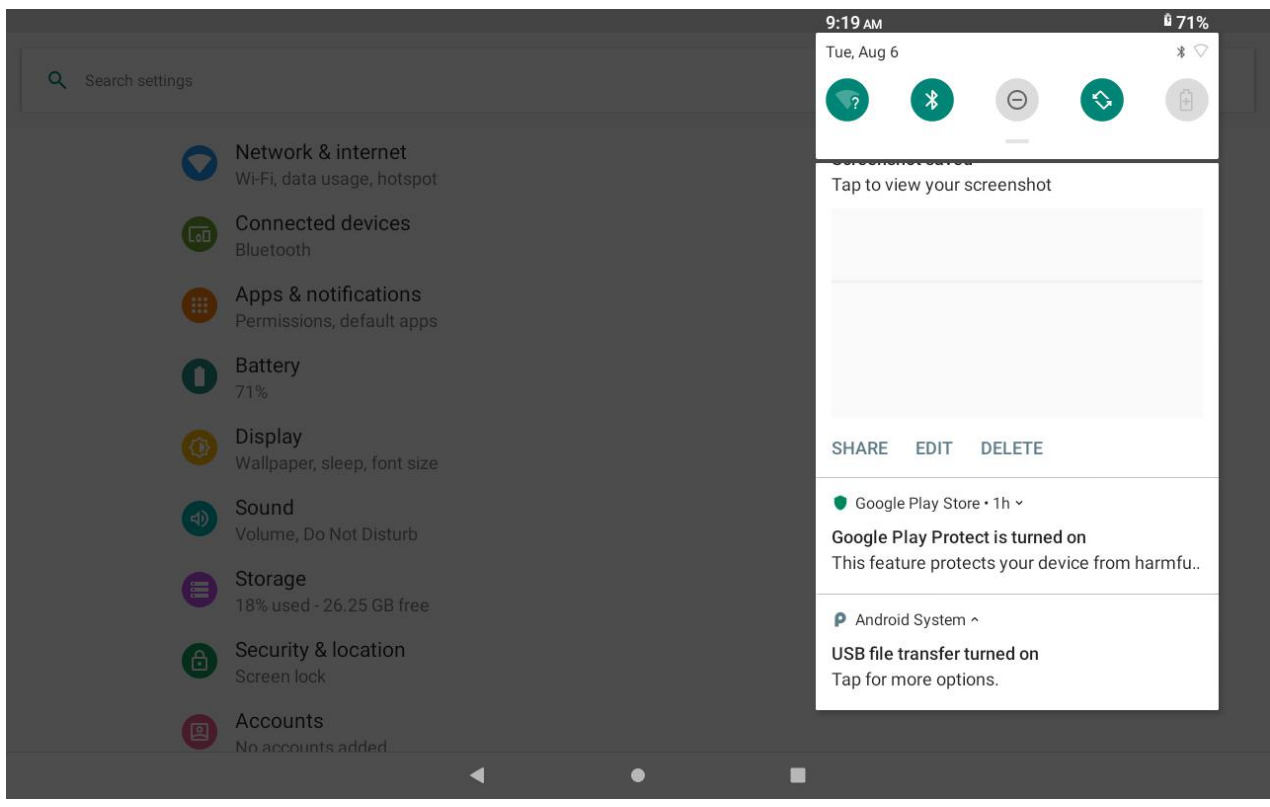 9:19 AM
71%
Tue, Aug 6
Search settings
Network & internet
Wi-Fi, data usage, hotspot
Connected devices
Bluetooth
Apps & notifications
Permissions, default apps
Battery
71%
Display
Wallpaper, sleep, font size
Sound
Volume, Do Not Disturb
Storage
18% used - 26.25 GB free
Security & location
Screen lock
Accounts
No accounts added
Screenshot saved
Tap to view your screenshot
SHARE EDIT DELETE
Google Play Store • 1h
Google Play Protect is turned on
This feature protects your device from harmfu..
Android System
USB file transfer turned on
Tap for more options.